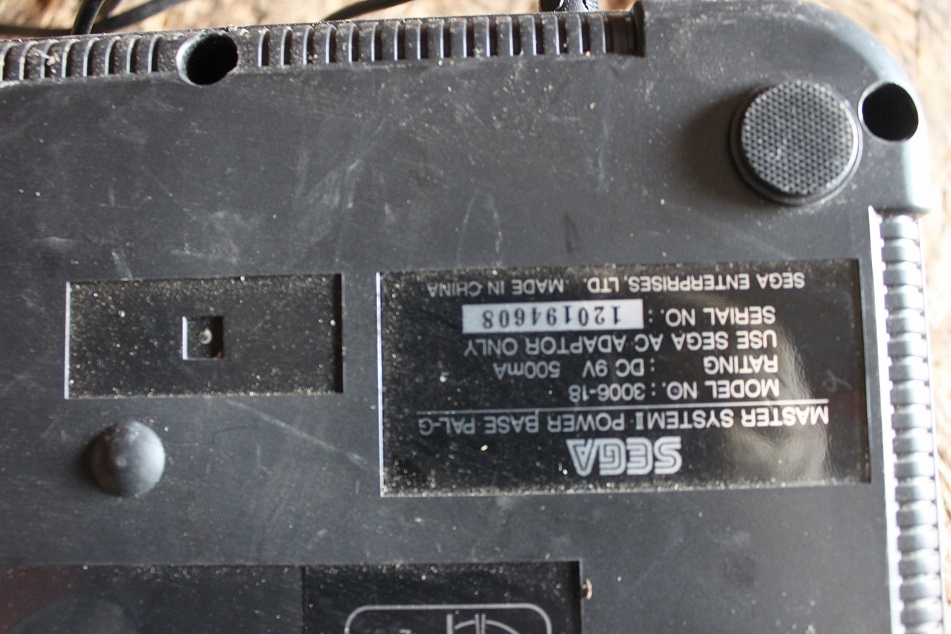 SEGA
MASTER SYSTEM II POWER BASE PAL-G
MODEL NO. : 3006-18
RATING : DC 9V 500mA
USE SEGA AC ADAPTOR ONLY
SERIAL NO. : 120194608
SEGA ENTERPRISES, LTD. MADE IN CHINA